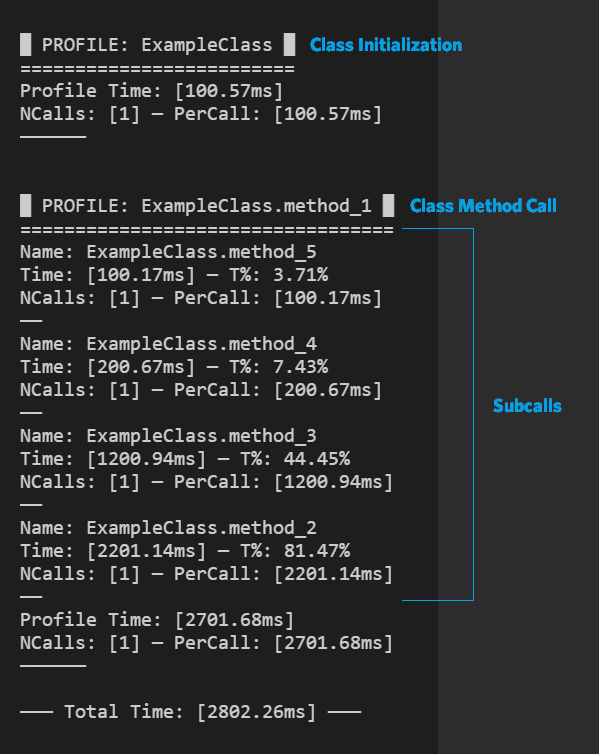 █ PROFILE: ExampleClass █ Class Initialization
=========================
Profile Time: [100.57ms]
NCalls: [1] — PerCall: [100.57ms]
——————
█ PROFILE: ExampleClass.method_1 █ Class Method Call
==================================
Name: ExampleClass.method_5
Time: [100.17ms] — T%: 3.71%
NCalls: [1] — PerCall: [100.17ms]
——
Name: ExampleClass.method_4
Time: [200.67ms] — T%: 7.43%
NCalls: [1] — PerCall: [200.67ms]
——
Subcalls
Name: ExampleClass.method_3
Time: [1200.94ms] — T%: 44.45%
NCalls: [1] — PerCall: [1200.94ms]
——
Name: ExampleClass.method_2
Time: [2201.14ms] — T%: 81.47%
NCalls: [1] — PerCall: [2201.14ms]
——
Profile Time: [2701.68ms]
NCalls: [1] — PerCall: [2701.68ms]
——————
——— Total Time: [2802.26ms] ———